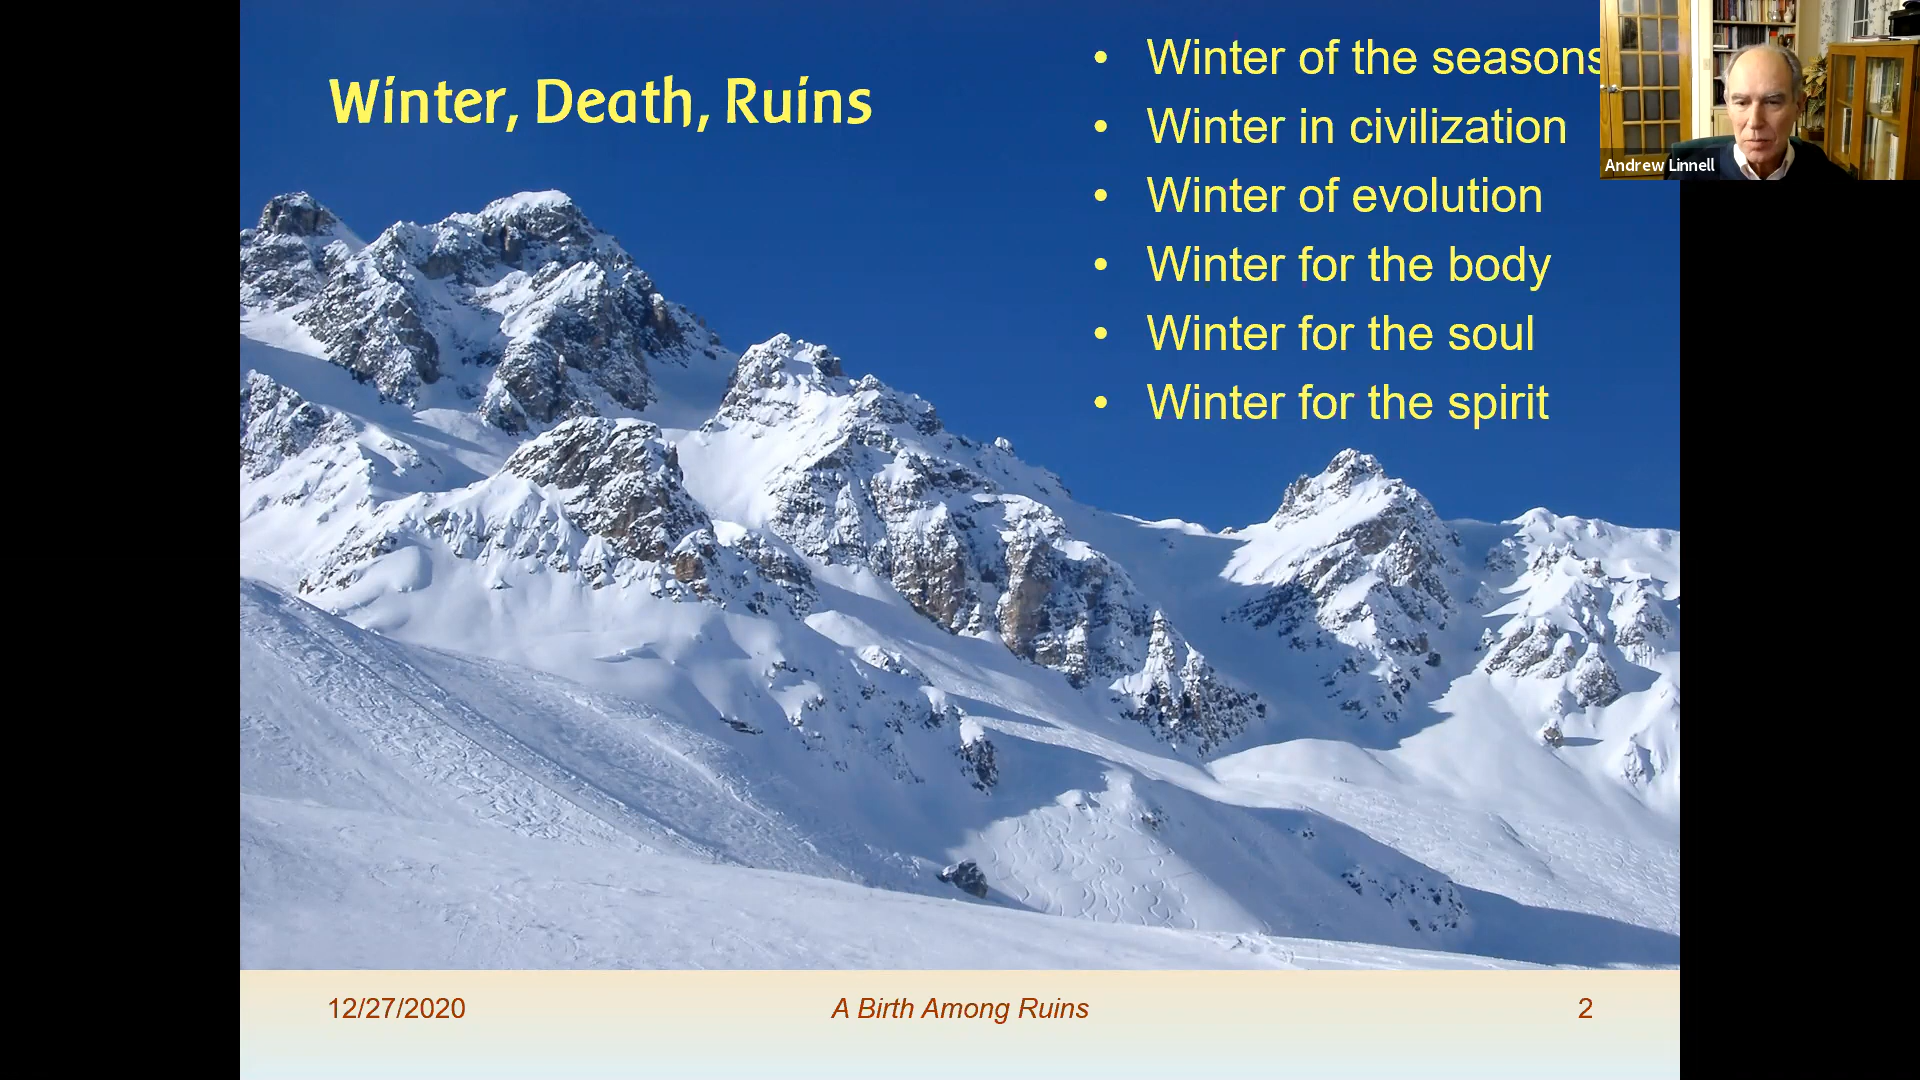 Winter, Death, Ruins
• Winter of the seasons
• Winter in civilization
• Winter of evolution
• Winter for the body
• Winter for the soul
• Winter for the spirit
Andrew Linnell
12/27/2020
A Birth Among Ruins
2